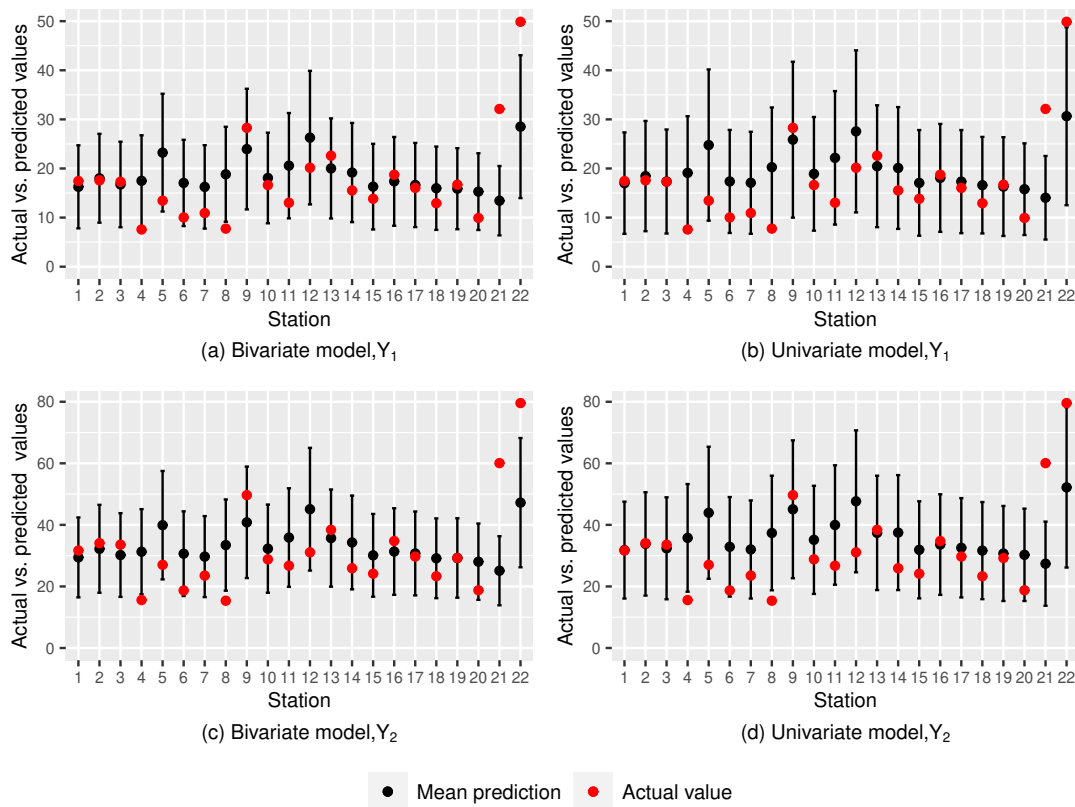 Actual vs. predicted values
50
40
30
20
10
0
1 2 3 4 5 6 7 8 9 10 11 12 13 14 15 16 17 18 19 20 21 22
Station
(a) Bivariate model,Y₁
Actual vs. predicted values
50
40
30
20
10
0
1 2 3 4 5 6 7 8 9 10 11 12 13 14 15 16 17 18 19 20 21 22
Station
(b) Univariate model,Y₁
Actual vs. predicted values
80
60
40
20
0
1 2 3 4 5 6 7 8 9 10 11 12 13 14 15 16 17 18 19 20 21 22
Station
(c) Bivariate model,Y₂
Actual vs. predicted values
80
60
40
20
0
1 2 3 4 5 6 7 8 9 10 11 12 13 14 15 16 17 18 19 20 21 22
Station
(d) Univariate model,Y₂
Mean prediction Actual value